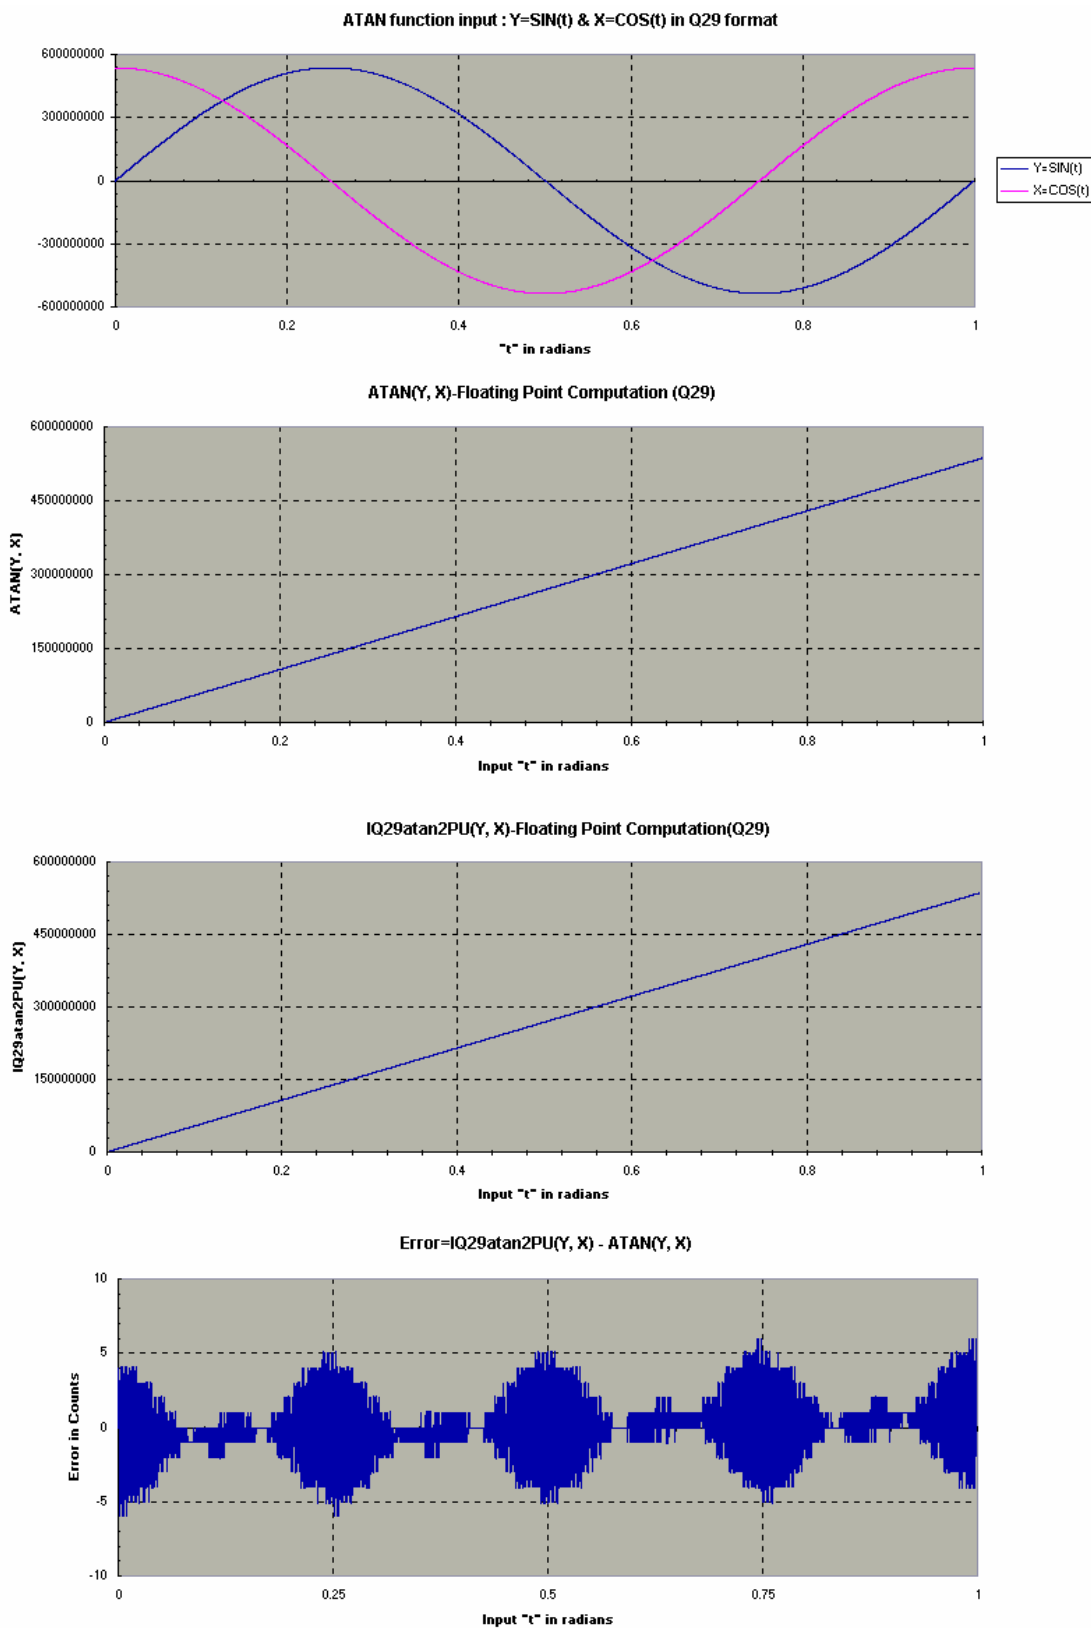 ATAN function input : Y=SIN(t) & X=COS(t) in Q29 format
600000000
300000000
0
-300000000
-600000000
0 0.2 0.4 0.6 0.8 1
"t" in radians
Y=SIN(t)
X=COS(t)
ATAN(Y, X)-Floating Point Computation (Q29)
ATAN(Y, X)
600000000
450000000
300000000
150000000
0
0 0.2 0.4 0.6 0.8 1
Input "t" in radians
IQ29atan2PU(Y, X)-Floating Point Computation(Q29)
IQ29atan2PU(Y, X)
600000000
450000000
300000000
150000000
0
0 0.2 0.4 0.6 0.8 1
Input "t" in radians
Error=IQ29atan2PU(Y, X) - ATAN(Y, X)
Error in Counts
10
5
0
-5
-10
0 0.25 0.5 0.75 1
Input "t" in radians